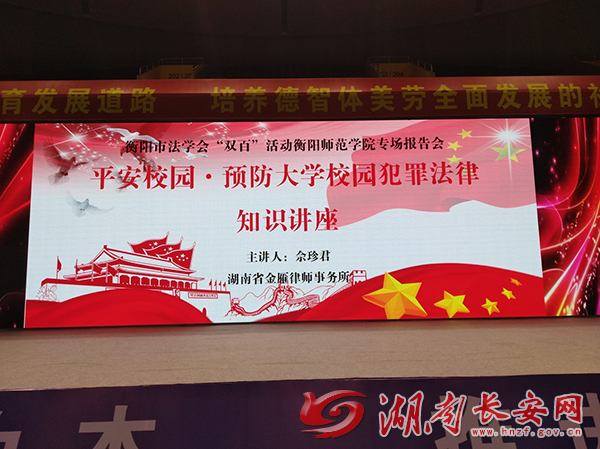 育发展道路 培养德智体美劳全面发展的社
衡阳市法学会“双百”活动衡阳师范学院专场报告会
平安校园·预防大学校园犯罪法律
知识讲座
主讲人：佘珍君
湖南省金雁律师事务所
湖南长安网
www.hnzf.gov.cn